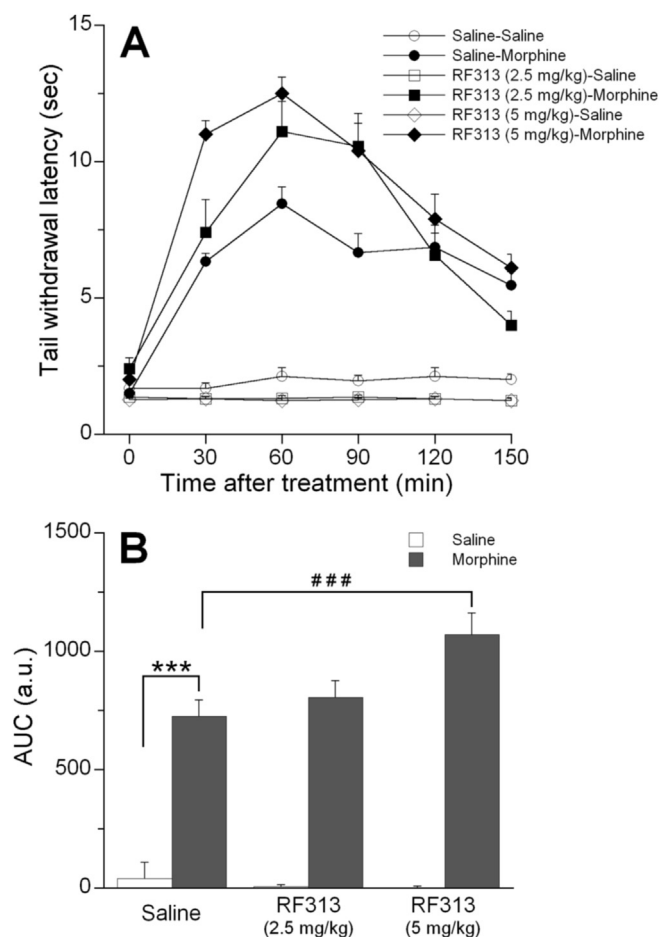 A
15
10
5
0
Tail withdrawal latency (sec)
Saline-Saline
Saline-Morphine
RF313 (2.5 mg/kg)-Saline
RF313 (2.5 mg/kg)-Morphine
RF313 (5 mg/kg)-Saline
RF313 (5 mg/kg)-Morphine
0 30 60 90 120 150
Time after treatment (min)
B
1500
1000
500
0
AUC (a.u.)
Saline
Morphine
###
***
Saline RF313 RF313
(2.5 mg/kg) (5 mg/kg)